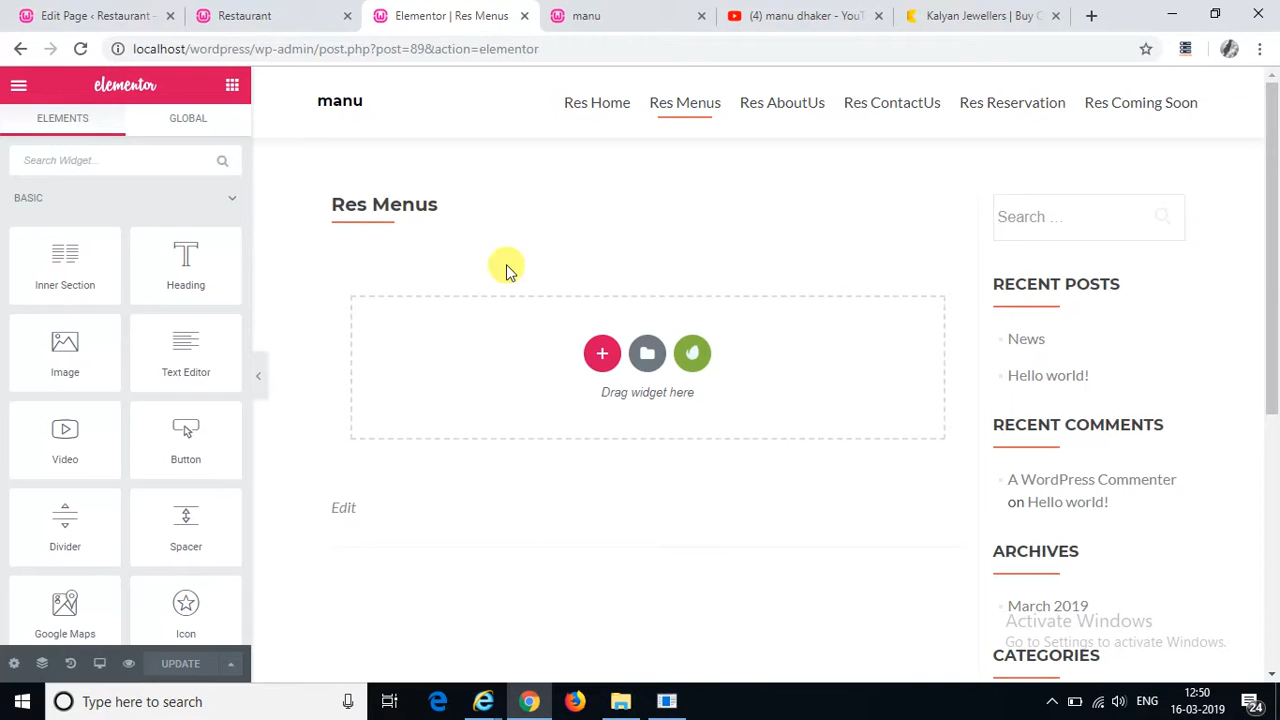 Edit Page ‹ Restaurant -
Restaurant
Elementor | Res Menus
manu
(4) manu dhaker - YouT
Kalyan Jewellers | Buy C
localhost/wordpress/wp-admin/post.php?post=89&action=elementor
elementor
ELEMENTS
GLOBAL
Search Widget...
BASIC
Inner Section
Heading
Image
Text Editor
Video
Button
Divider
Spacer
Google Maps
Icon
UPDATE
manu
Res Home
Res Menus
Res AboutUs
Res ContactUs
Res Reservation
Res Coming Soon
Res Menus
Drag widget here
Edit
Search …
RECENT POSTS
News
Hello world!
RECENT COMMENTS
A WordPress Commenter
on Hello world!
ARCHIVES
March 2019
CATEGORIES
Activate Windows
Go to Settings to activate Windows.
Type here to search
ENG
12:50
16-03-2019
24